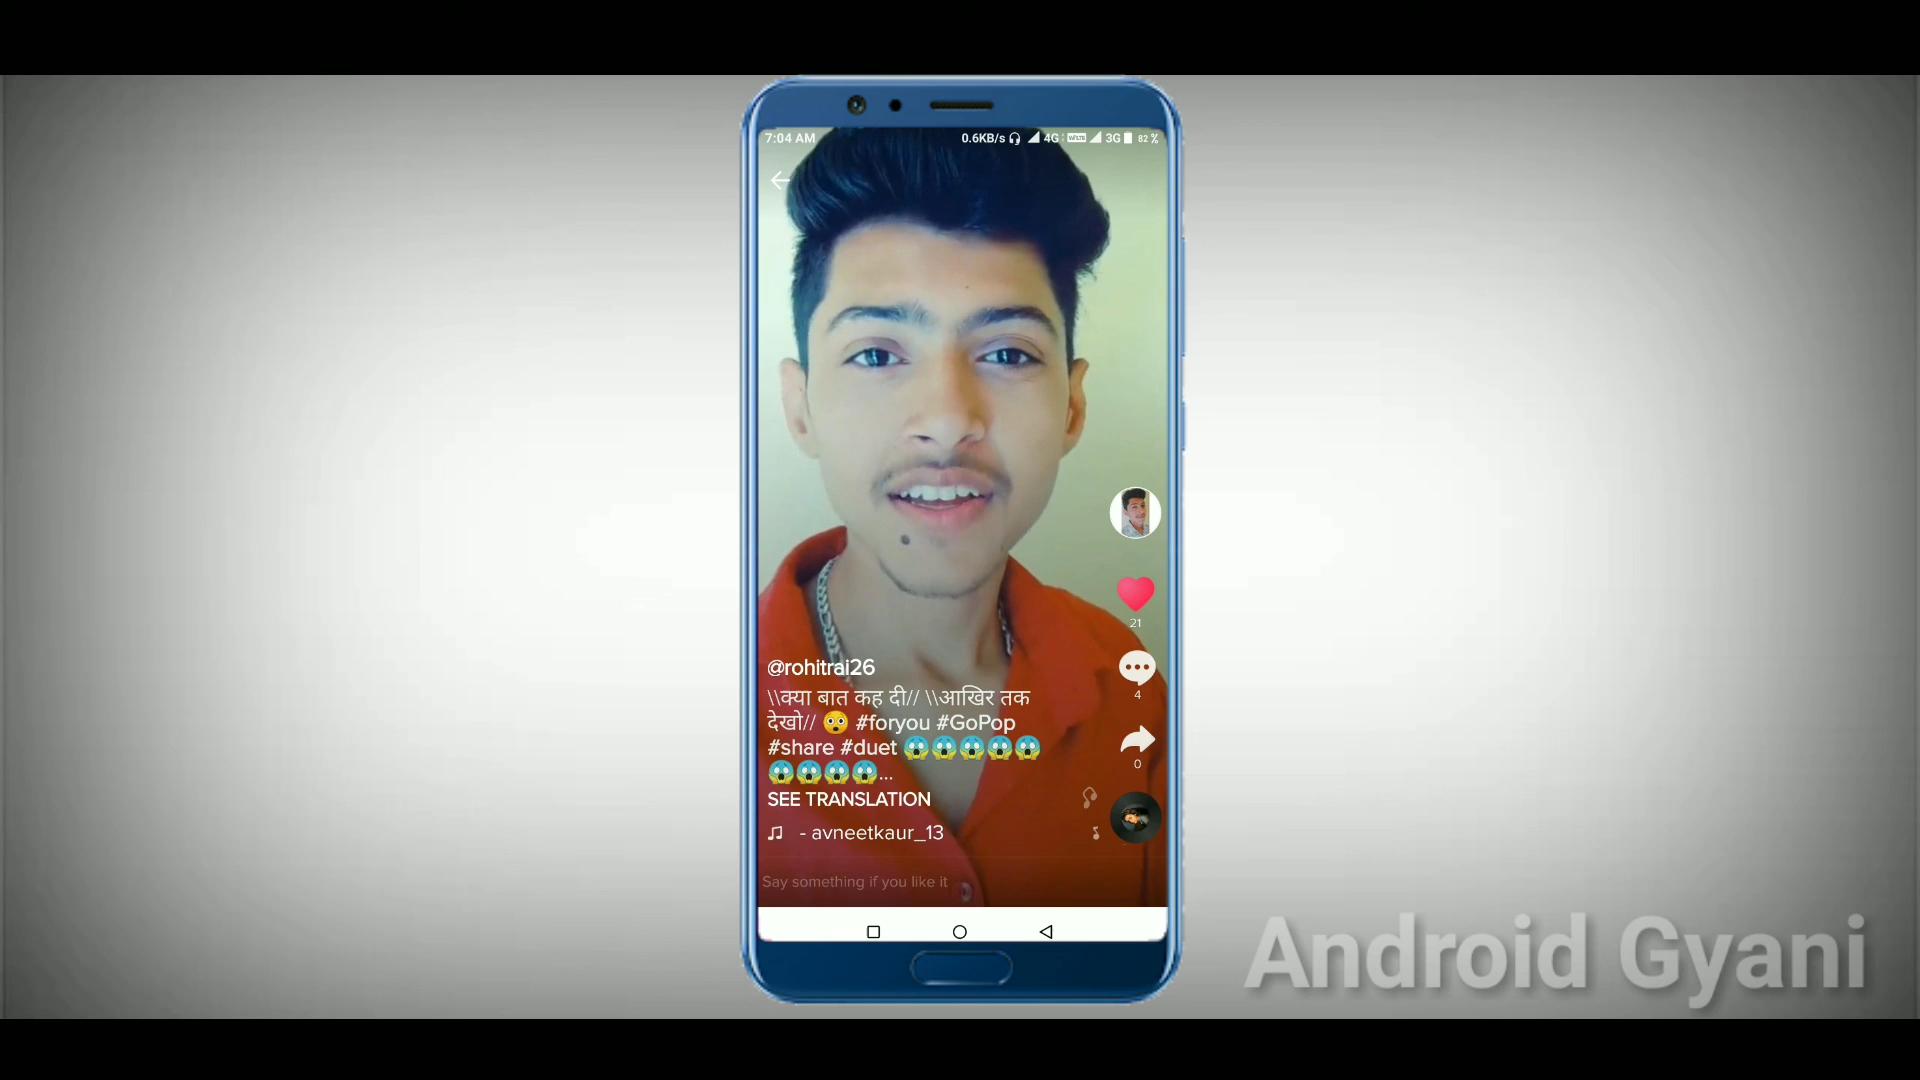 7:04 AM
0.6KB/s 4G VoLTE 3G 82 %
21
@rohitrai26
4
\\क्या बात कह दी// \\आखिर तक
देखो// 😲 #foryou #GoPop
#share #duet 😱😱😱😱😱
😱😱😱😱...
0
SEE TRANSLATION
- avneetkaur_13
Say something if you like it
Android Gyani